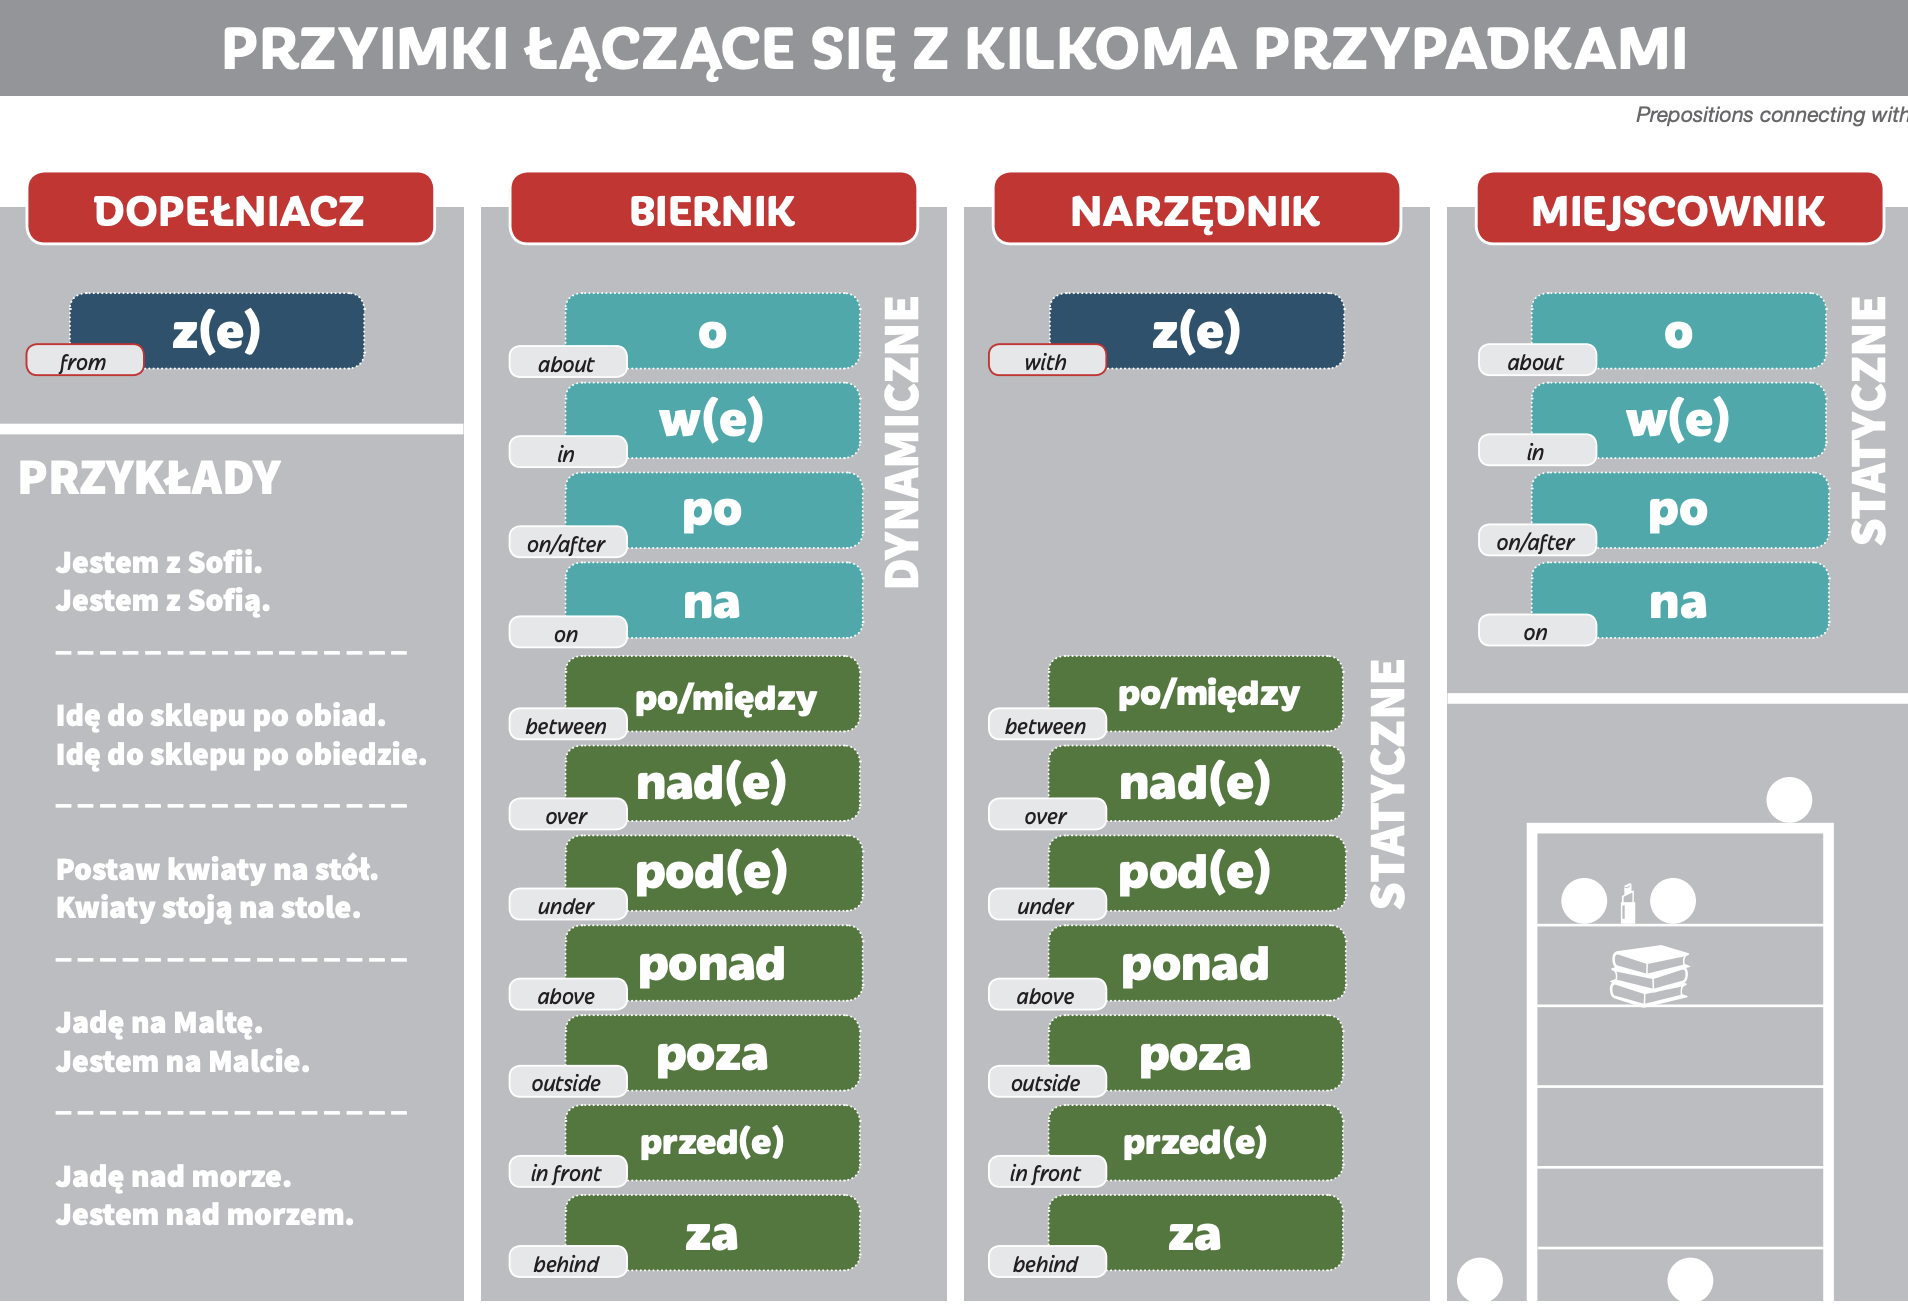 PRZYIMKI ŁĄCZĄCE SIĘ Z KILKOMA PRZYPADKAMI
Prepositions connecting with
DOPEŁNIACZ
z(e)
from
PRZYKŁADY
Jestem z Sofii.
Jestem z Sofią.
Idę do sklepu po obiad.
Idę do sklepu po obiedzie.
Postaw kwiaty na stół.
Kwiaty stoją na stole.
Jadę na Maltę.
Jestem na Malcie.
Jadę nad morze.
Jestem nad morzem.
BIERNIK
DYNAMICZNE
o
about
w(e)
in
po
on/after
na
on
po/między
between
nad(e)
over
pod(e)
under
ponad
above
poza
outside
przed(e)
in front
za
behind
NARZĘDNIK
z(e)
with
STATYCZNE
po/między
between
nad(e)
over
pod(e)
under
ponad
above
poza
outside
przed(e)
in front
za
behind
MIEJSCOWNIK
STATYCZNE
o
about
w(e)
in
po
on/after
na
on